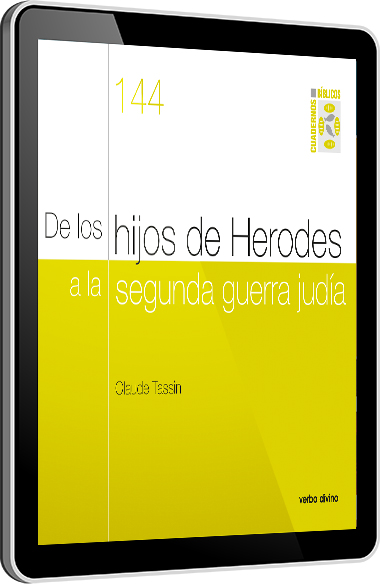 144
CUADERNOS
BÍBLICOS
De los hijos de Herodes
a la segunda guerra judía
Claude Tassin
verbo divino